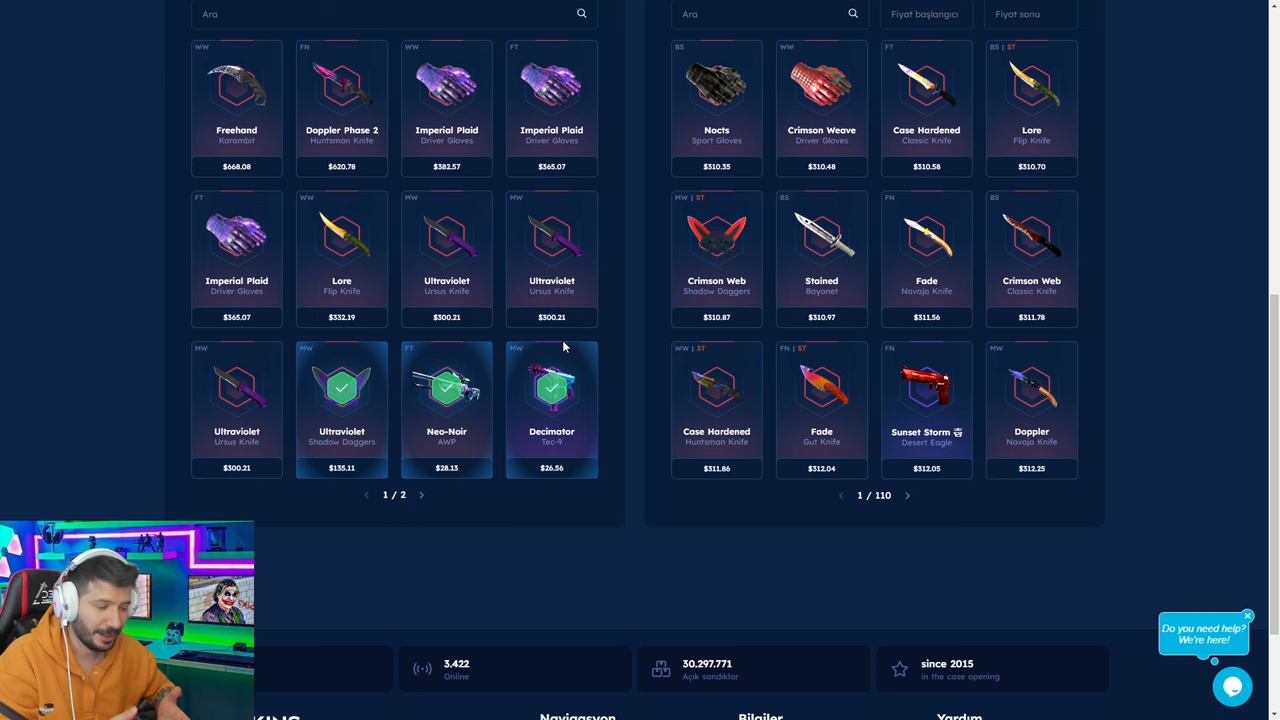 Ara
WW
Freehand
Karambit
$668.08
FN
Doppler Phase 2
Huntsman Knife
$620.78
WW
Imperial Plaid
Driver Gloves
$382.57
FT
Imperial Plaid
Driver Gloves
$365.07
FT
Imperial Plaid
Driver Gloves
$365.07
WW
Lore
Flip Knife
$332.19
MW
Ultraviolet
Ursus Knife
$300.21
MW
Ultraviolet
Ursus Knife
$300.21
MW
Ultraviolet
Ursus Knife
$300.21
MW
Ultraviolet
Shadow Daggers
$135.11
FT
Neo-Noir
AWP
$28.13
MW
Decimator
Tec-9
$26.56
1 / 2
Ara
Fiyat başlangıcı
Fiyat sonu
BS
Nocts
Sport Gloves
$310.35
WW
Crimson Weave
Driver Gloves
$310.48
FT
Case Hardened
Classic Knife
$310.58
BS | ST
Lore
Flip Knife
$310.70
MW | ST
Crimson Web
Shadow Daggers
$310.87
BS
Stained
Bayonet
$310.97
FN
Fade
Navaja Knife
$311.56
BS
Crimson Web
Classic Knife
$311.78
WW | ST
Case Hardened
Huntsman Knife
$311.86
FN | ST
Fade
Gut Knife
$312.04
FN
Sunset Storm 壱
Desert Eagle
$312.05
MW
Doppler
Navaja Knife
$312.25
1 / 110
Do you need help?
We're here!
3.422
Online
30.297.771
Açık sandıklar
since 2015
in the case opening
Navigasyon
Bilgiler
Yardım